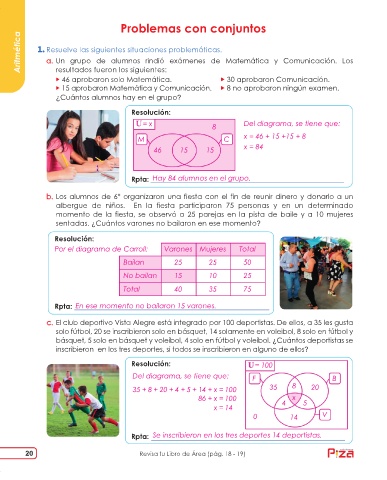 Problemas con conjuntos
Aritmética
1. Resuelve las siguientes situaciones problemáticas.
a. Un grupo de alumnos rindió exámenes de Matemática y Comunicación. Los
resultados fueron los siguientes:
46 aprobaron solo Matemática.
30 aprobaron Comunicación.
15 aprobaron Matemática y Comunicación.
8 no aprobaron ningún examen.
¿Cuántos alumnos hay en el grupo?
Resolución:
U = x
8
M
C
46 15 15
Del diagrama, se tiene que:
x = 46 + 15 +15 + 8
x = 84
Rpta: Hay 84 alumnos en el grupo.
b. Los alumnos de 6° organizaron una fiesta con el fin de reunir dinero y donarlo a un
albergue de niños. En la fiesta participaron 75 personas y en un determinado
momento de la fiesta, se observó a 25 parejas en la pista de baile y a 10 mujeres
sentadas. ¿Cuántos varones no bailaron en ese momento?
Resolución:
Por el diagrama de Carroll:
Varones Mujeres Total
Bailan 25 25 50
No bailan 15 10 25
Total 40 35 75
Rpta: En ese momento no bailaron 15 varones.
c. El club deportivo Vista Alegre está integrado por 100 deportistas. De ellos, a 35 les gusta
solo fútbol, 20 se inscribieron solo en básquet, 14 solamente en voleibol, 8 solo en fútbol y
básquet, 5 solo en básquet y voleibol, 4 solo en fútbol y voleibol. ¿Cuántos deportistas se
inscribieron en los tres deportes, si todos se inscribieron en alguno de ellos?
Resolución:
Del diagrama, se tiene que:
35 + 8 + 20 + 4 + 5 + 14 + x = 100
86 + x = 100
x = 14
U = 100
F
B
35 8 20
x
4 5
0 14 V
Rpta: Se inscribieron en los tres deportes 14 deportistas.
20
Revisa tu Libro de Área (pág. 18 - 19)
Pizza